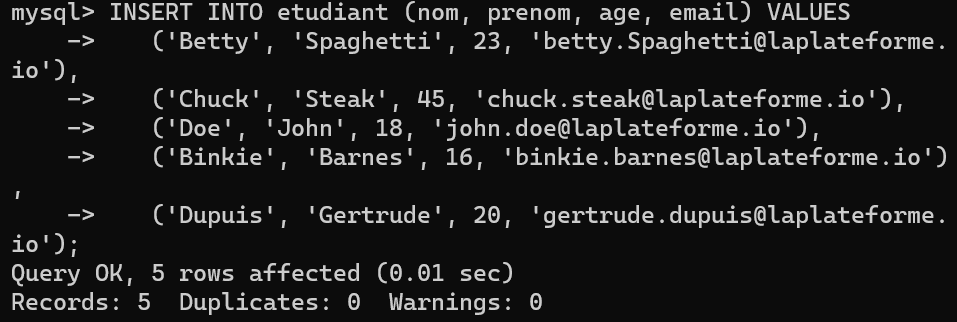 mysql> INSERT INTO etudiant (nom, prenom, age, email) VALUES
    ->    ('Betty', 'Spaghetti', 23, 'betty.Spaghetti@laplateforme.
io'),
    ->    ('Chuck', 'Steak', 45, 'chuck.steak@laplateforme.io'),
    ->    ('Doe', 'John', 18, 'john.doe@laplateforme.io'),
    ->    ('Binkie', 'Barnes', 16, 'binkie.barnes@laplateforme.io')
,
    ->    ('Dupuis', 'Gertrude', 20, 'gertrude.dupuis@laplateforme.
io');
Query OK, 5 rows affected (0.01 sec)
Records: 5  Duplicates: 0  Warnings: 0